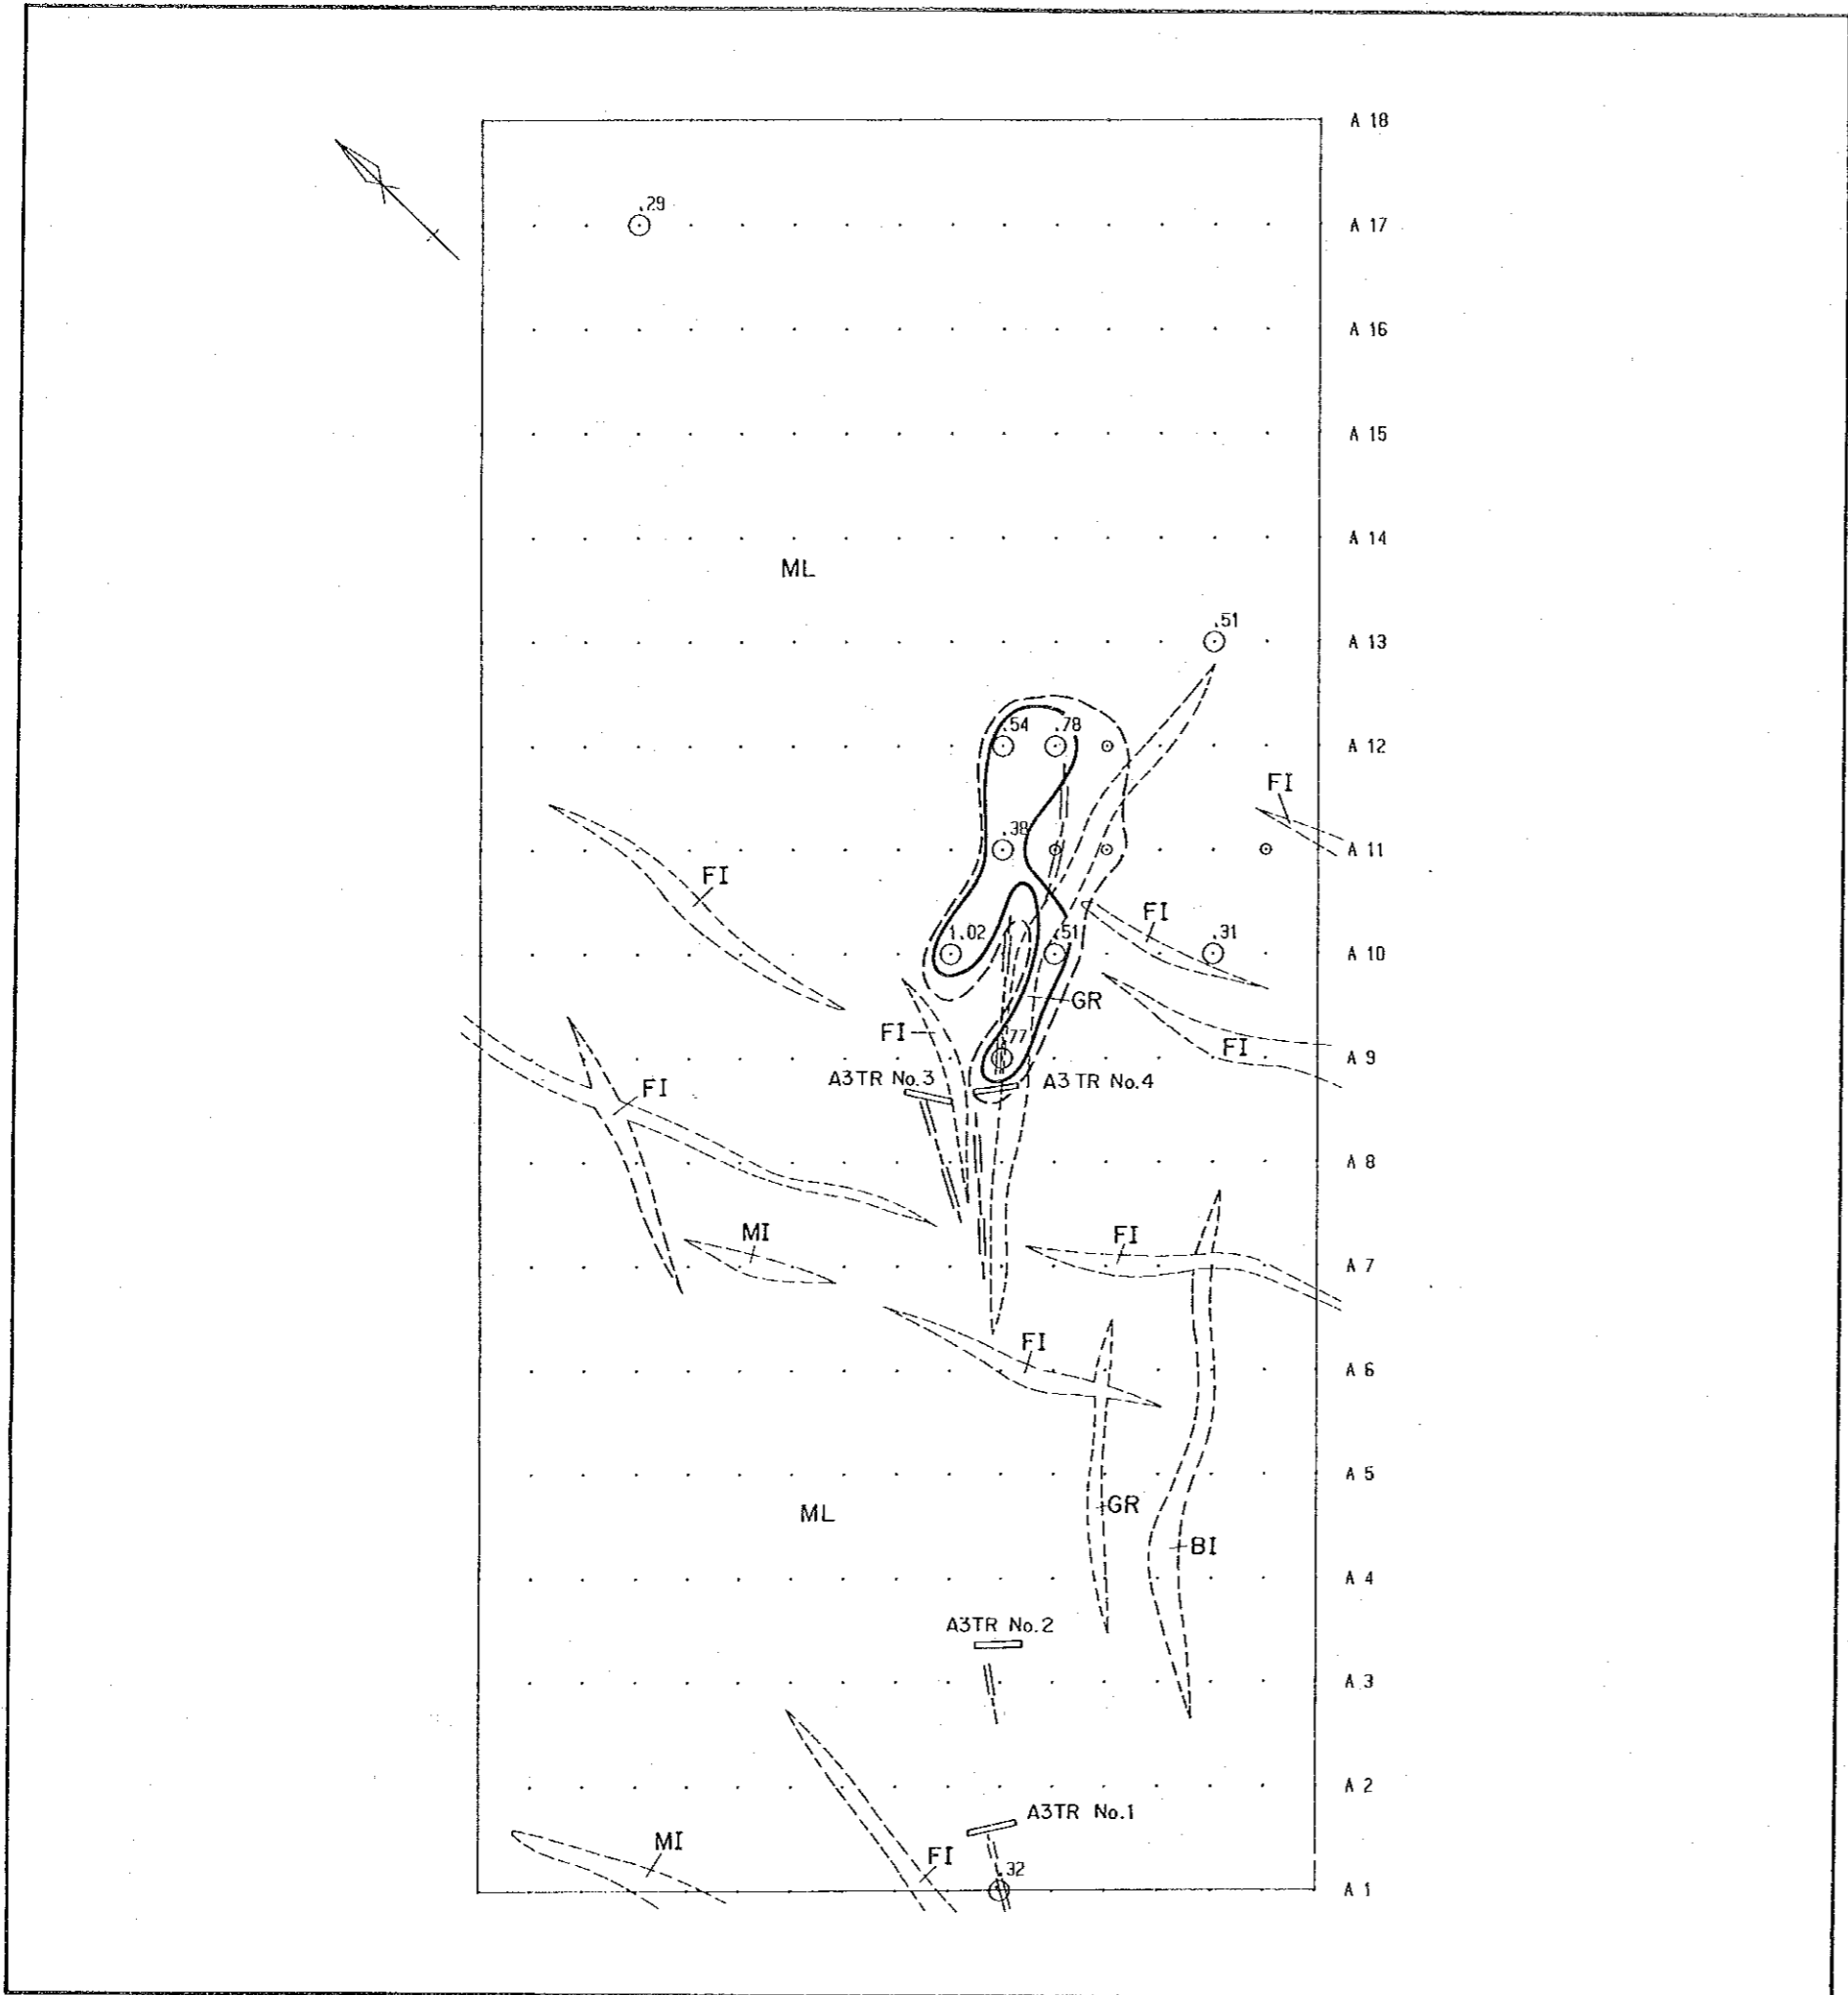 A 18
.29
A 17
A 16
A 15
A 14
ML
.51
A 13
.54 .78
A 12
FI
.38
A 11
FI
FI
1.02 .51 .31
A 10
GR
FI
.77
FI
A 9
A3TR No.3
A3TR No.4
FI
A 8
MI
FI
A 7
FI
A 6
A 5
ML
GR
BI
A 4
A3TR No.2
A 3
A 2
A3TR No.1
MI
FI
.32
A 1